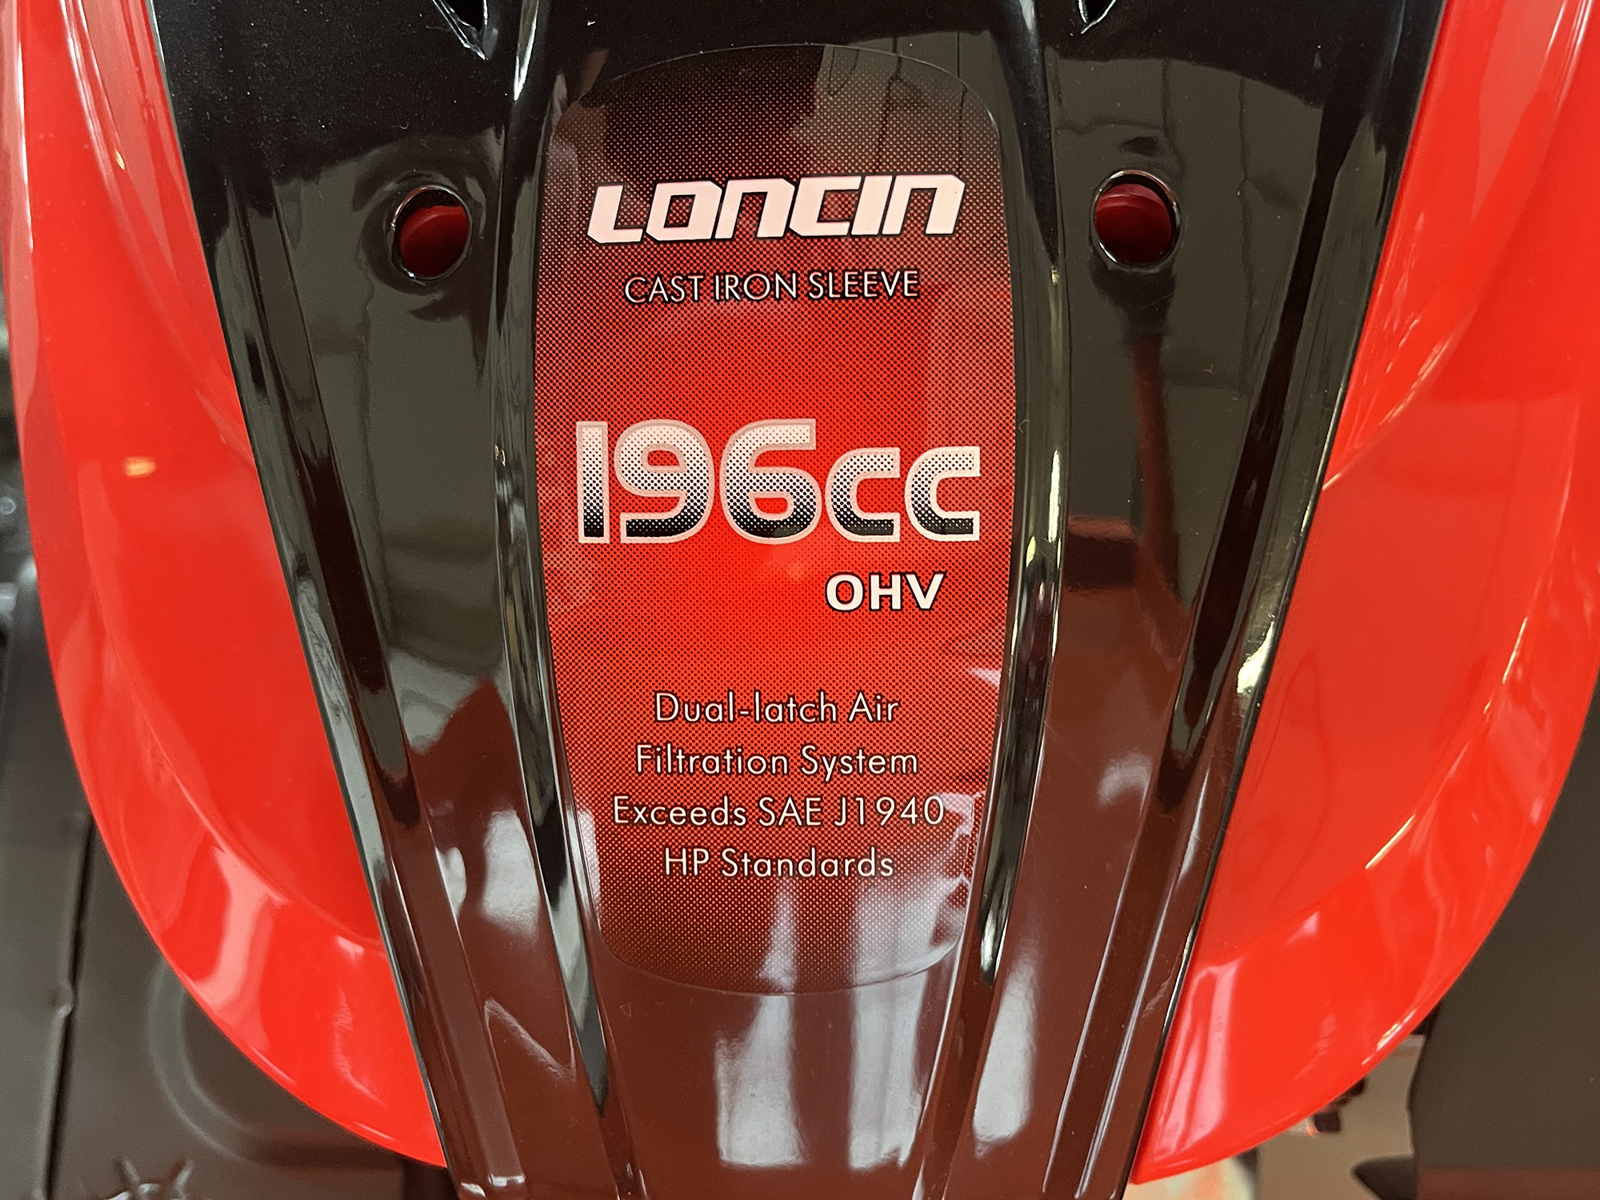 LONCIN
CAST IRON SLEEVE
196cc
OHV
Dual-latch Air
Filtration System
Exceeds SAE J1940
HP Standards